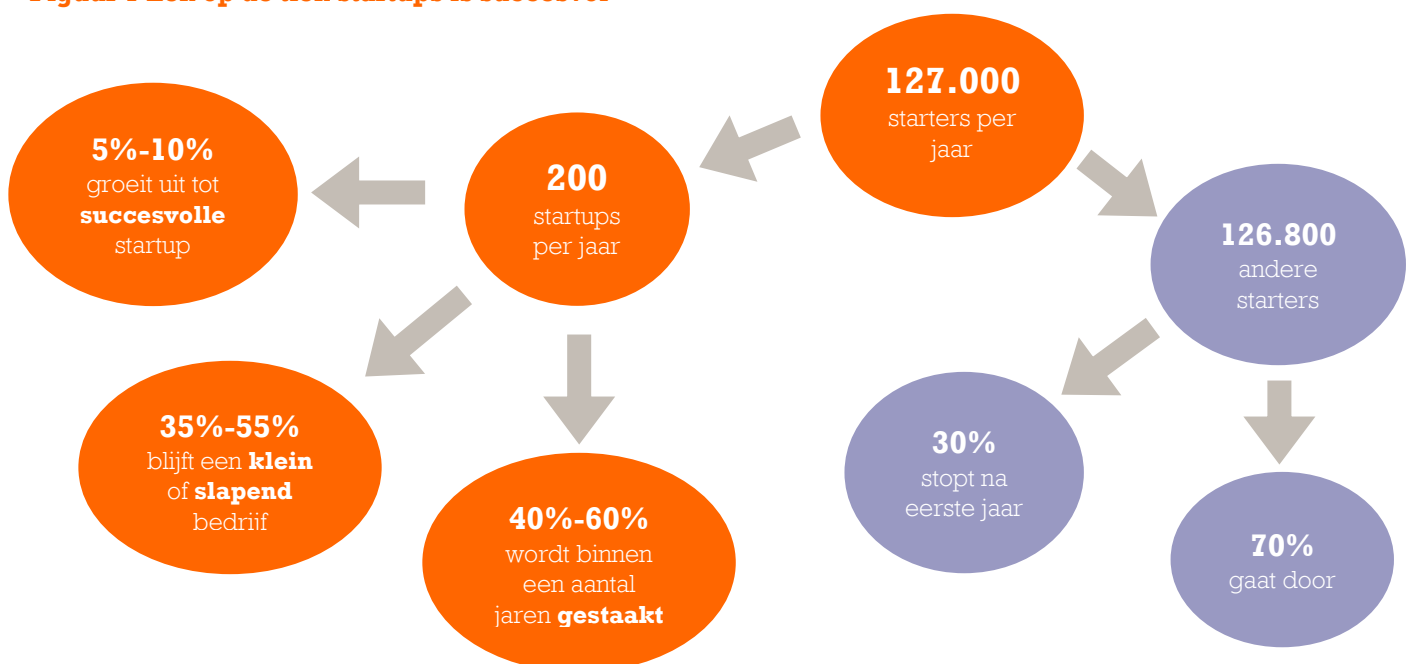 127.000
starters per
jaar
5%-10%
groeit uit tot
succesvolle
startup
200
startups
per jaar
126.800
andere
starters
35%-55%
blijft een klein
of slapend
bedrijf
40%-60%
wordt binnen
een aantal
jaren gestaakt
30%
stopt na
eerste jaar
70%
gaat door